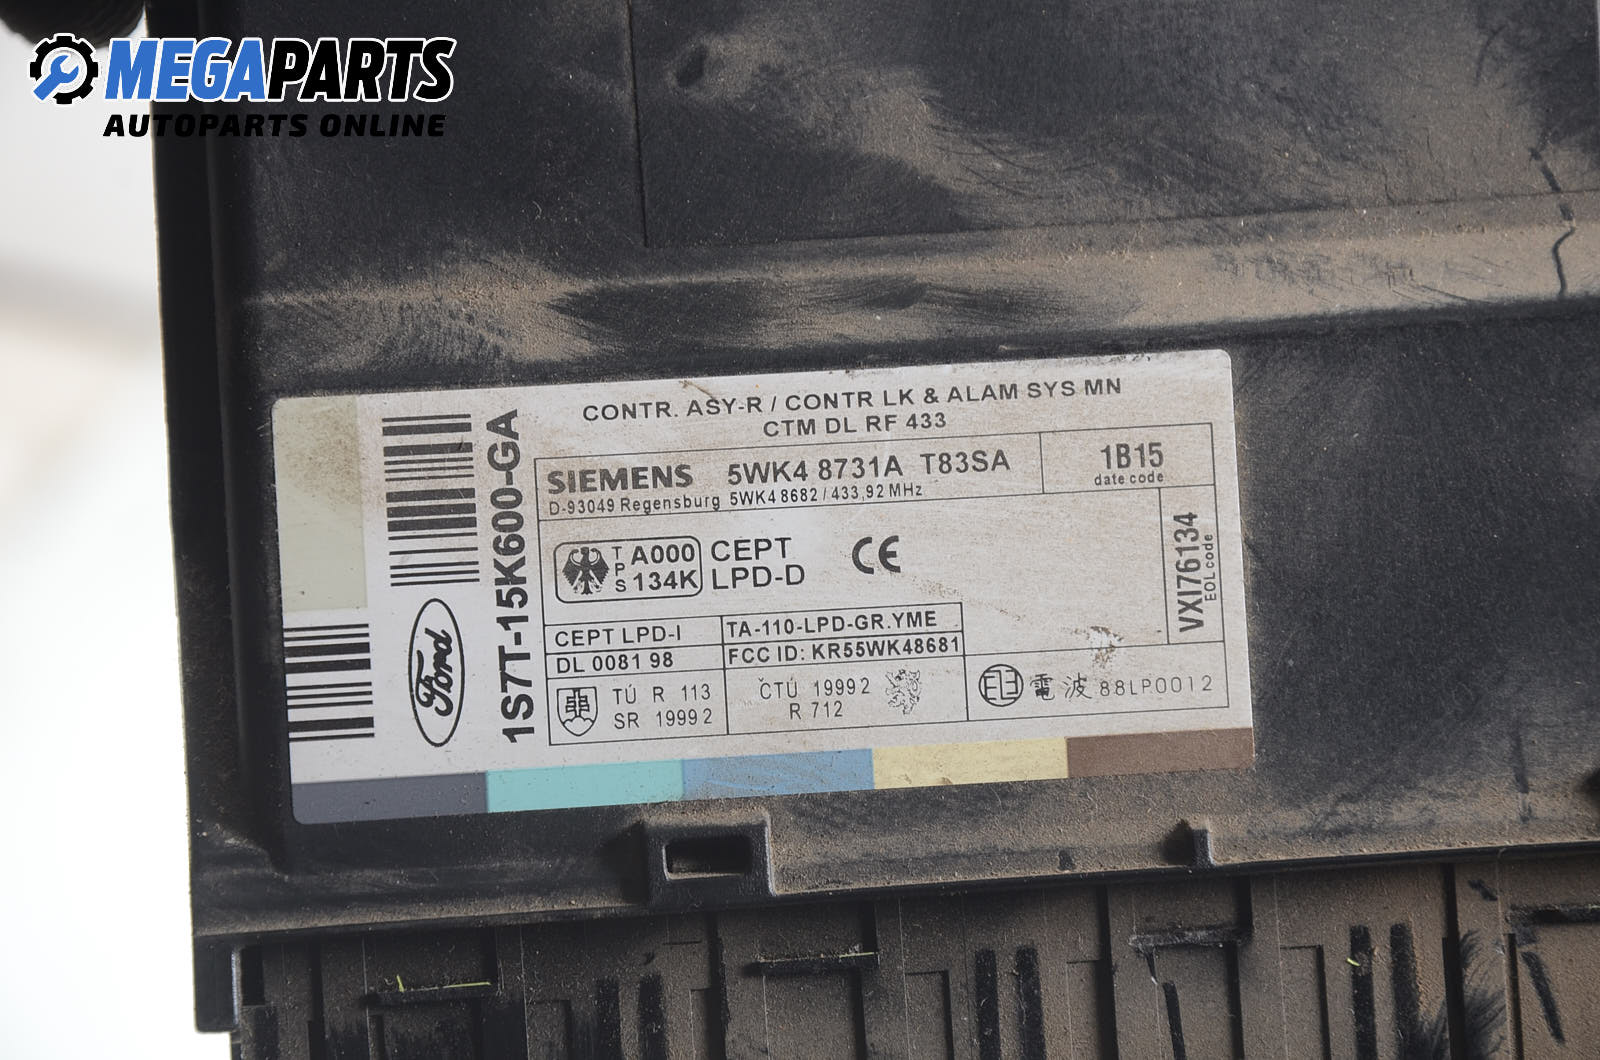 MEGAPARTS
AUTOPARTS ONLINE
CONTR. ASY-R / CONTR LK & ALAM SYS MN
CTM DL RF 433
1S7T-15K600-GA
Ford
SIEMENS 5WK4 8731A T83SA
D-93049 Regensburg 5WK4 8682 / 433,92 MHz
1B15
date code
TPS A000 134K
CEPT
LPD-D
CE
VXI76134
EOL code
CEPT LPD-I
TA-110-LPD-GR.YME
DL 0081 98
FCC ID: KR55WK48681
TÚ R 113
SR 1999 2
ČTÚ 1999 2
R 712
電波 88LP0012